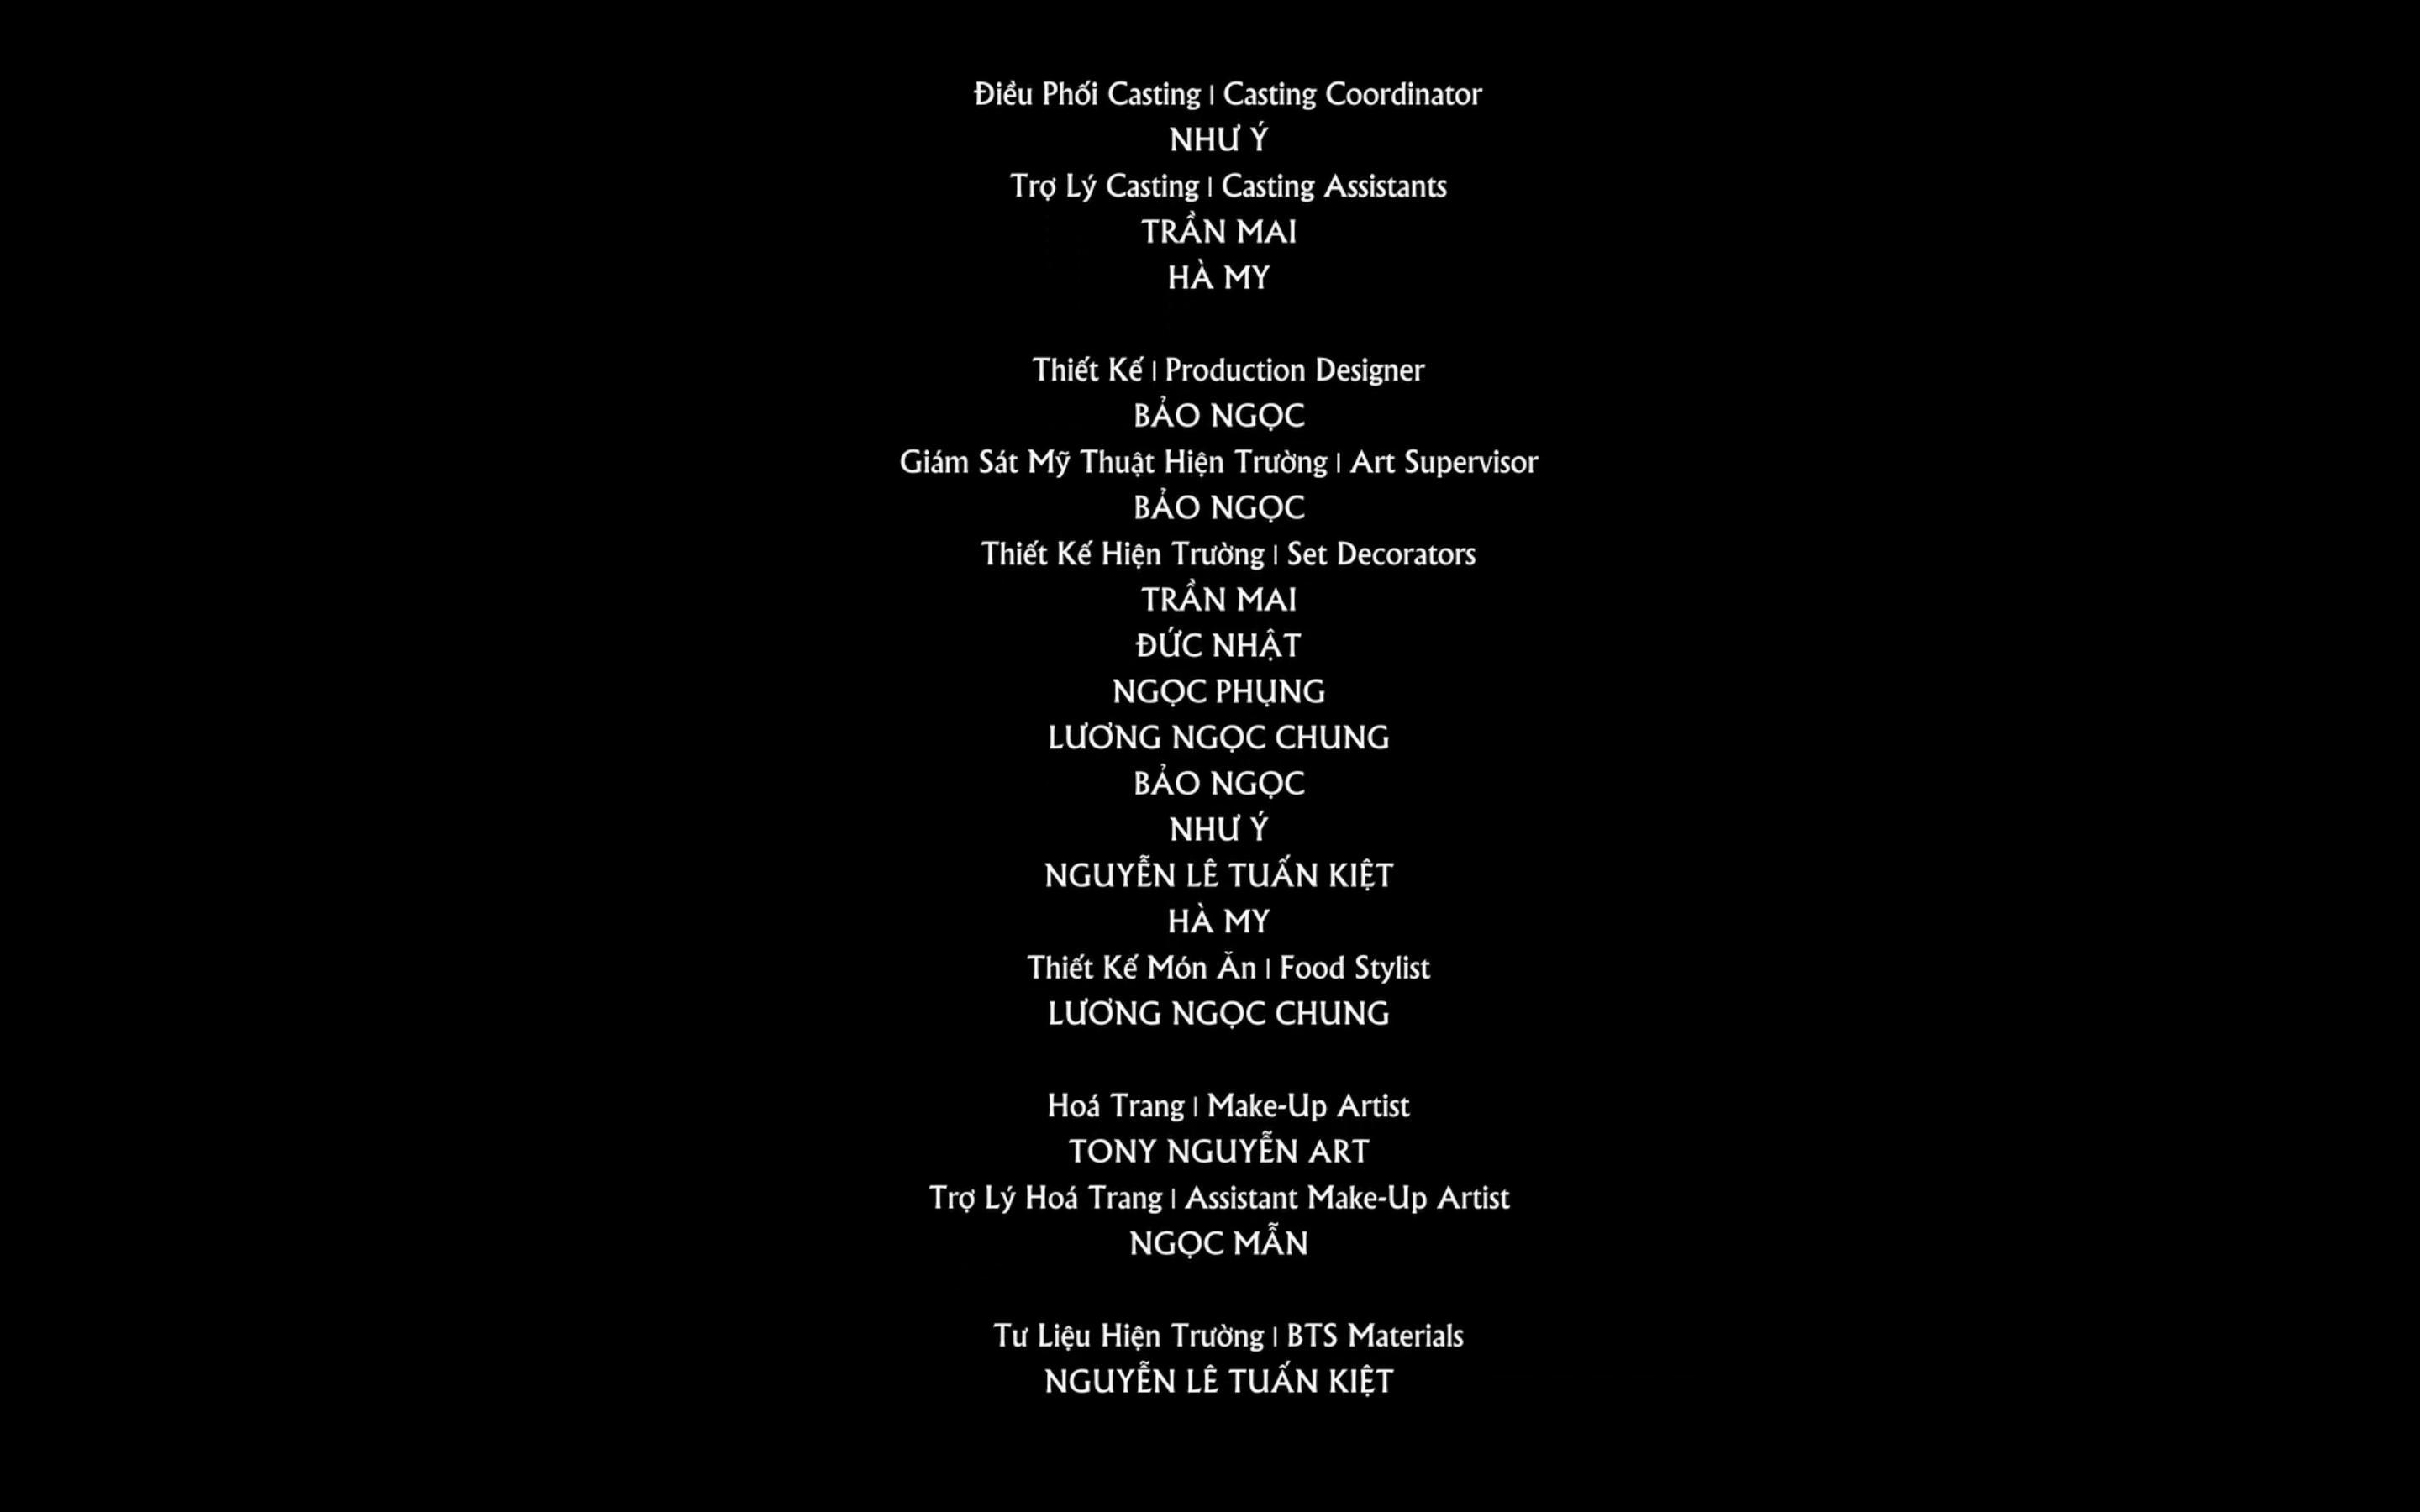 Điều Phối Casting | Casting Coordinator
NHƯ Ý
Trợ Lý Casting | Casting Assistants
TRẦN MAI
HÀ MY
Thiết Kế | Production Designer
BẢO NGỌC
Giám Sát Mỹ Thuật Hiện Trường | Art Supervisor
BẢO NGỌC
Thiết Kế Hiện Trường | Set Decorators
TRẦN MAI
ĐỨC NHẬT
NGỌC PHỤNG
LƯƠNG NGỌC CHUNG
BẢO NGỌC
NHƯ Ý
NGUYỄN LÊ TUẤN KIỆT
HÀ MY
Thiết Kế Món Ăn | Food Stylist
LƯƠNG NGỌC CHUNG
Hoá Trang | Make-Up Artist
TONY NGUYỄN ART
Trợ Lý Hoá Trang | Assistant Make-Up Artist
NGỌC MẪN
Tư Liệu Hiện Trường | BTS Materials
NGUYỄN LÊ TUẤN KIỆT